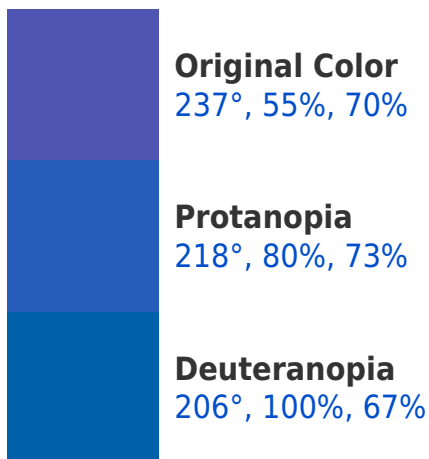 Original Color
237°, 55%, 70%
Protanopia
218°, 80%, 73%
Deuteranopia
206°, 100%, 67%